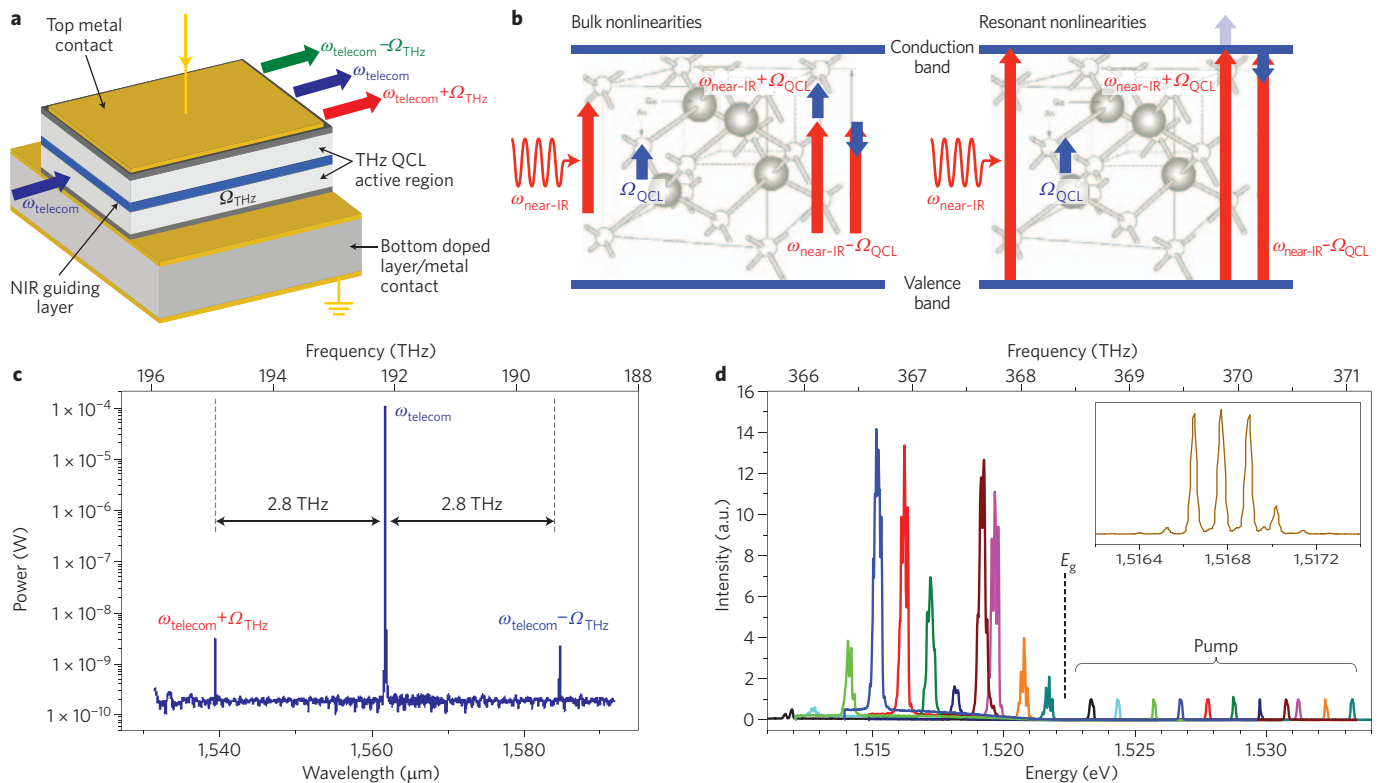 a
Top metal
contact
ω_telecom−Ω_THz
ω_telecom
ω_telecom+Ω_THz
THz QCL
active region
Ω_THz
ω_telecom
Bottom doped
layer/metal
contact
NIR guiding
layer
b
Bulk nonlinearities
Resonant nonlinearities
Conduction
band
ω_near-IR+Ω_QCL
Ga
As
Ω_QCL
ω_near-IR
ω_near-IR−Ω_QCL
Valence
band
ω_near-IR+Ω_QCL
Ga
As
Ω_QCL
ω_near-IR
ω_near-IR−Ω_QCL
c
Frequency (THz)
196 194 192 190 188
1 × 10⁻⁴
1 × 10⁻⁵
1 × 10⁻⁶
1 × 10⁻⁷
1 × 10⁻⁸
1 × 10⁻⁹
1 × 10⁻¹⁰
Power (W)
ω_telecom
2.8 THz 2.8 THz
ω_telecom+Ω_THz
ω_telecom−Ω_THz
1,540 1,560 1,580
Wavelength (μm)
d
Frequency (THz)
366 367 368 369 370 371
16
14
12
10
8
6
4
2
0
Intensity (a.u.)
E_g
Pump
1,5164 1,5168 1,5172
1.515 1.520 1.525 1.530
Energy (eV)